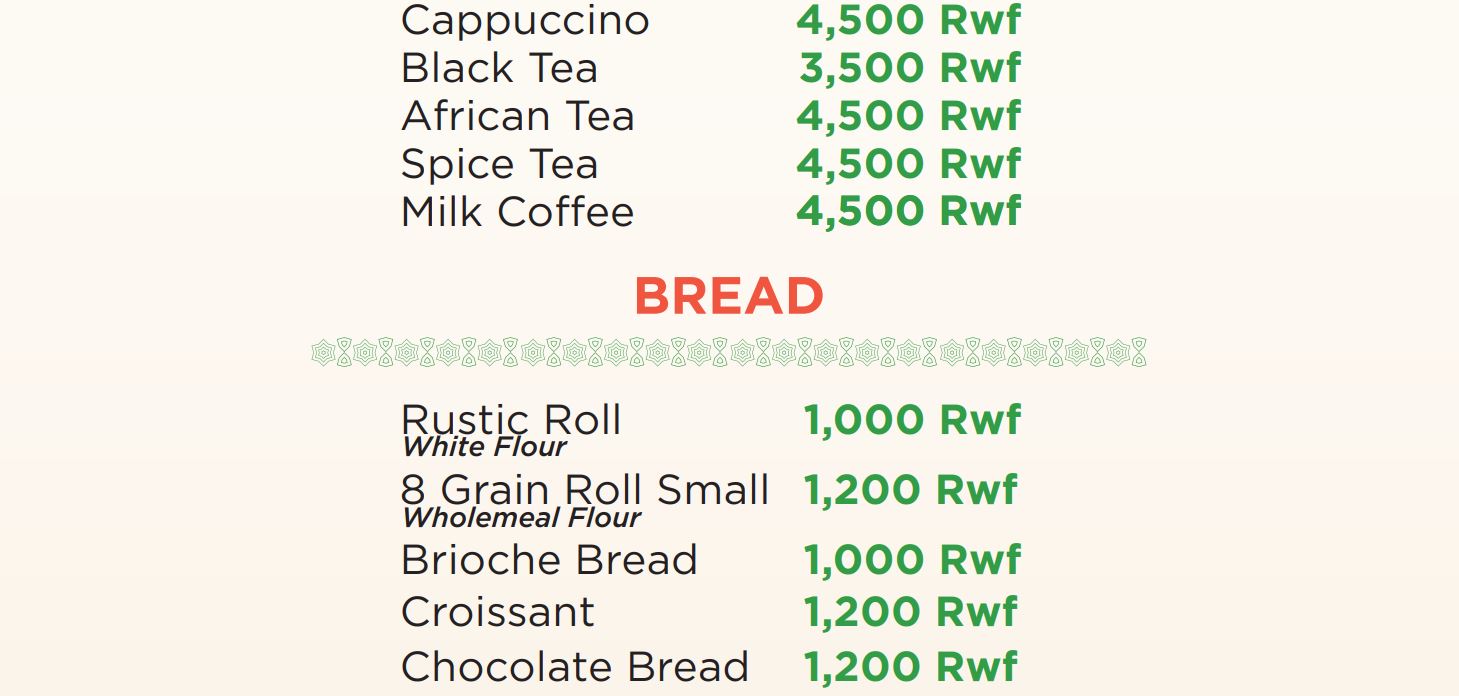 Cappuccino 4,500 Rwf
Black Tea 3,500 Rwf
African Tea 4,500 Rwf
Spice Tea 4,500 Rwf
Milk Coffee 4,500 Rwf
BREAD
Rustic Roll 1,000 Rwf
White Flour
8 Grain Roll Small 1,200 Rwf
Wholemeal Flour
Brioche Bread 1,000 Rwf
Croissant 1,200 Rwf
Chocolate Bread 1,200 Rwf